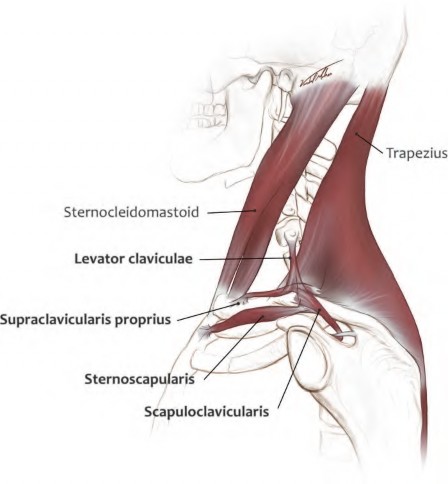 Trapezius
Sternocleidomastoid
Levator claviculae
Supraclavicularis proprius
Sternoscapularis
Scapuloclavicularis